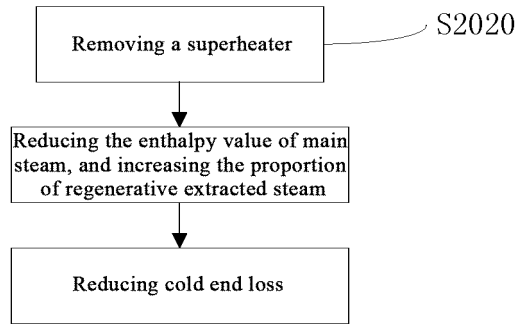 Removing a superheater
S2020
Reducing the enthalpy value of main
steam, and increasing the proportion
of regenerative extracted steam
Reducing cold end loss